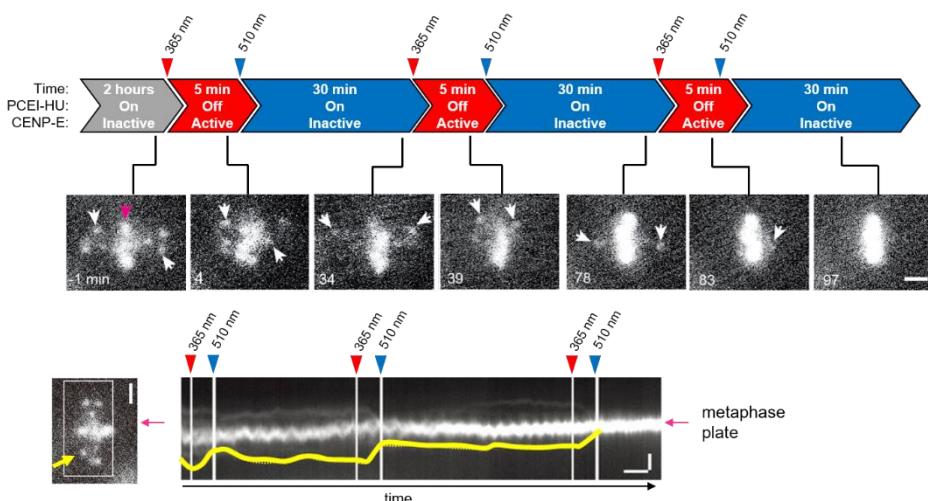 365 nm
510 nm
365 nm
510 nm
365 nm
510 nm
Time:
PCEI-HU:
CENP-E:
2 hours
On
Inactive
5 min
Off
Active
30 min
On
Inactive
5 min
Off
Active
30 min
On
Inactive
5 min
Off
Active
30 min
On
Inactive
-1 min
4
34
39
78
83
97
365 nm
510 nm
365 nm
510 nm
365 nm
510 nm
metaphase
plate
time